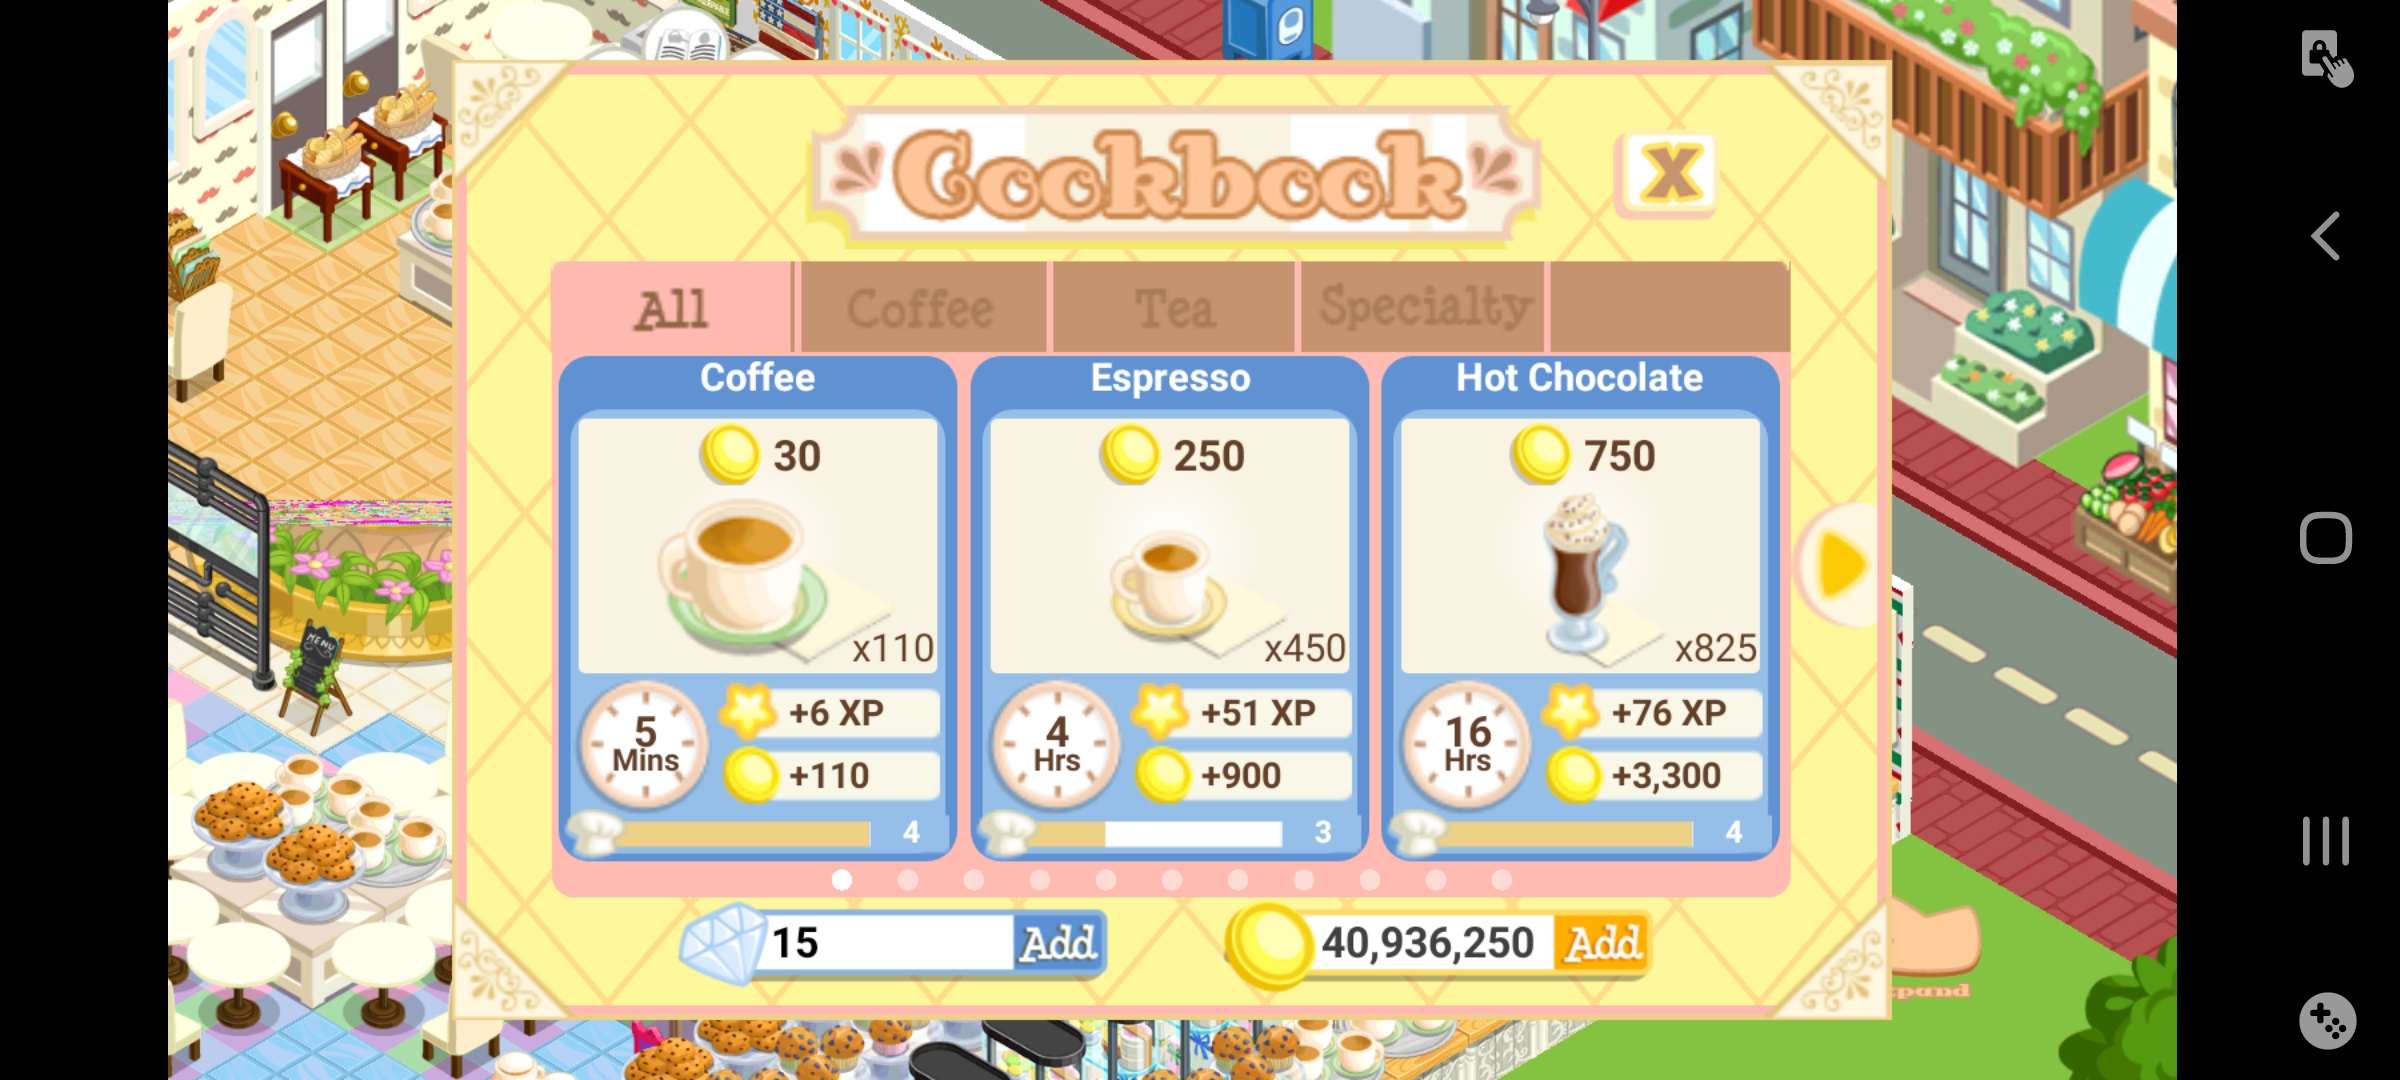 Cookbook
X
All
Coffee
Tea
Specialty
Coffee
30
x110
5
Mins
+6 XP
+110
4
Espresso
250
x450
4
Hrs
+51 XP
+900
3
Hot Chocolate
750
x825
16
Hrs
+76 XP
+3,300
4
MENU
15
Add
40,936,250
Add
pand